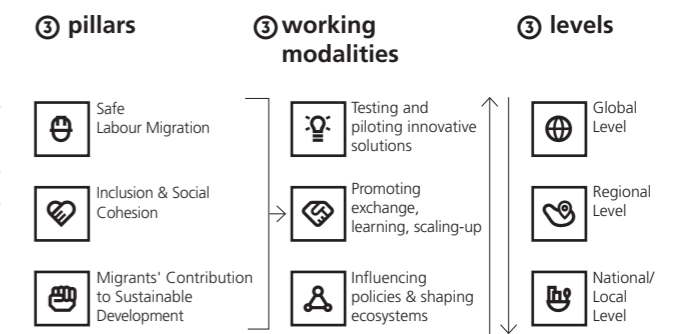 ③ pillars
Safe
Labour Migration
Inclusion & Social
Cohesion
Migrants' Contribution
to Sustainable
Development
③ working
modalities
Testing and
piloting innovative
solutions
Promoting
exchange,
learning, scaling-up
Influencing
policies & shaping
ecosystems
③ levels
Global
Level
Regional
Level
National/
Local
Level